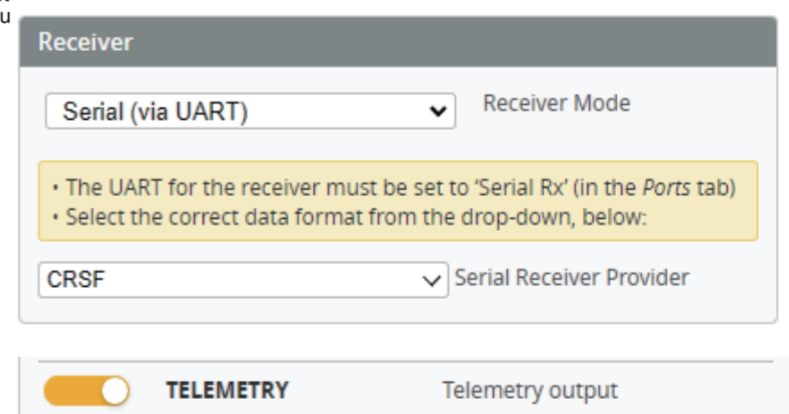 u
Receiver
Serial (via UART) Receiver Mode
• The UART for the receiver must be set to ‘Serial Rx’ (in the Ports tab)
• Select the correct data format from the drop-down, below:
CRSF Serial Receiver Provider
TELEMETRY Telemetry output